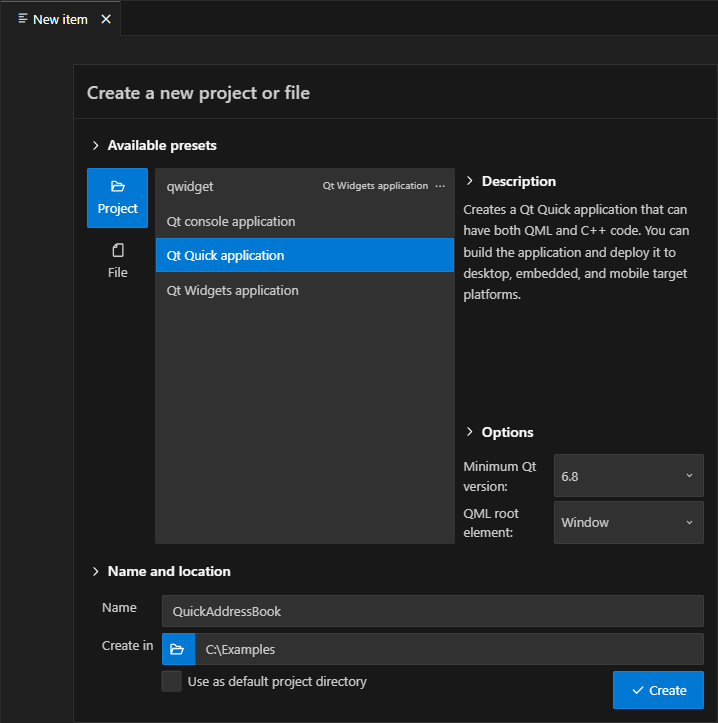 New item
Create a new project or file
Available presets
Project
File
qwidget Qt Widgets application ...
Qt console application
Qt Quick application
Qt Widgets application
Description
Creates a Qt Quick application that can
have both QML and C++ code. You can
build the application and deploy it to
desktop, embedded, and mobile target
platforms.
Options
Minimum Qt
version:
6.8
QML root
element:
Window
Name and location
Name QuickAddressBook
Create in C:\Examples
Use as default project directory
Create